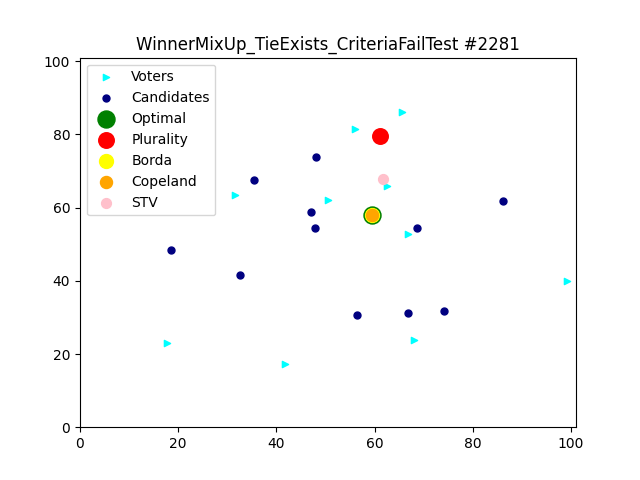 WinnerMixUp_TieExists_CriteriaFailTest #2281
100
80
60
40
20
0
0 20 40 60 80 100
Voters
Candidates
Optimal
Plurality
Borda
Copeland
STV